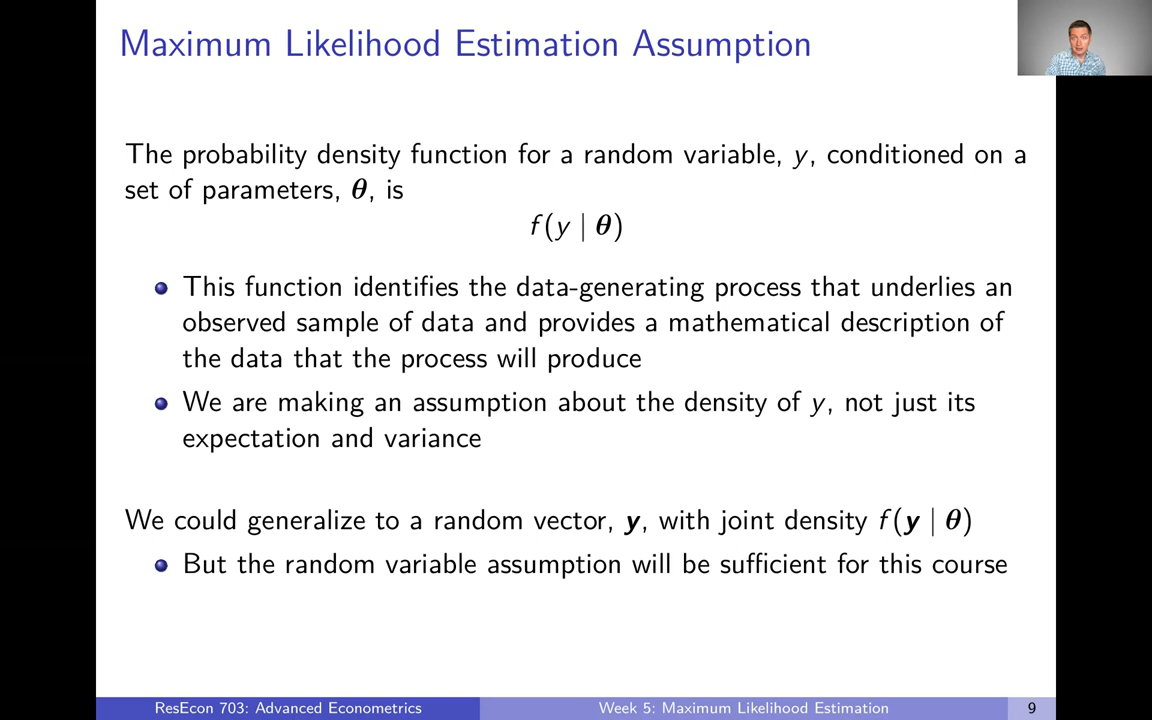 Maximum Likelihood Estimation Assumption
The probability density function for a random variable, y, conditioned on a
set of parameters, θ, is
f(y | θ)
This function identifies the data-generating process that underlies an
observed sample of data and provides a mathematical description of
the data that the process will produce
We are making an assumption about the density of y, not just its
expectation and variance
We could generalize to a random vector, y, with joint density f(y | θ)
But the random variable assumption will be sufficient for this course
ResEcon 703: Advanced Econometrics
Week 5: Maximum Likelihood Estimation
9